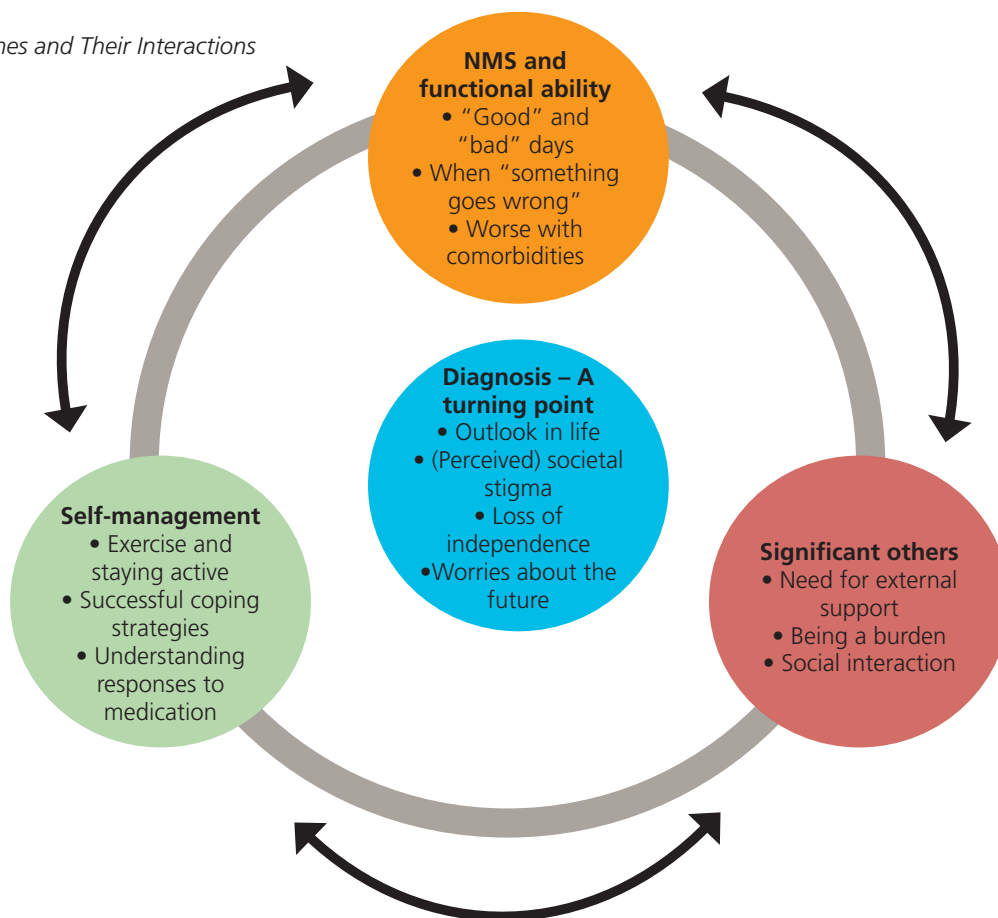 and Their Interactions
NMS and
functional ability
• “Good” and
“bad” days
• When “something
goes wrong”
• Worse with
comorbidities
Diagnosis – A
turning point
• Outlook in life
• (Perceived) societal
stigma
• Loss of
independence
•Worries about the
future
Self-management
• Exercise and
staying active
• Successful coping
strategies
• Understanding
responses to
medication
Significant others
• Need for external
support
• Being a burden
• Social interaction